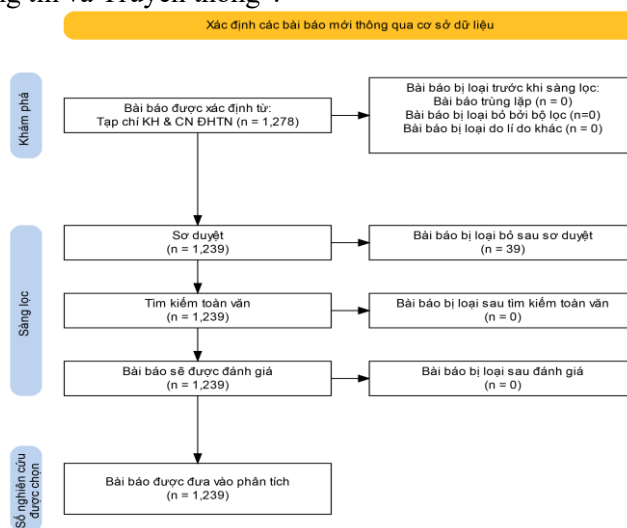 ng tin và Truyền thông".
Xác định các bài báo mới thông qua cơ sở dữ liệu
Khám phá
Bài báo được xác định từ:
Tạp chí KH & CN ĐHTN (n = 1,278)
Bài báo bị loại trước khi sàng lọc:
Bài báo trùng lặp (n = 0)
Bài báo bị loại bỏ bởi bộ lọc (n=0)
Bài báo bị loại do lí do khác (n = 0)
Sàng lọc
Sơ duyệt
(n = 1,239)
Bài báo bị loại bỏ sau sơ duyệt
(n = 39)
Tìm kiếm toàn văn
(n = 1,239)
Bài báo bị loại sau tìm kiếm toàn văn
(n = 0)
Bài báo sẽ được đánh giá
(n = 1,239)
Bài báo bị loại sau đánh giá
(n = 0)
Số nghiên cứu
được chọn
Bài báo được đưa vào phân tích
(n = 1,239)